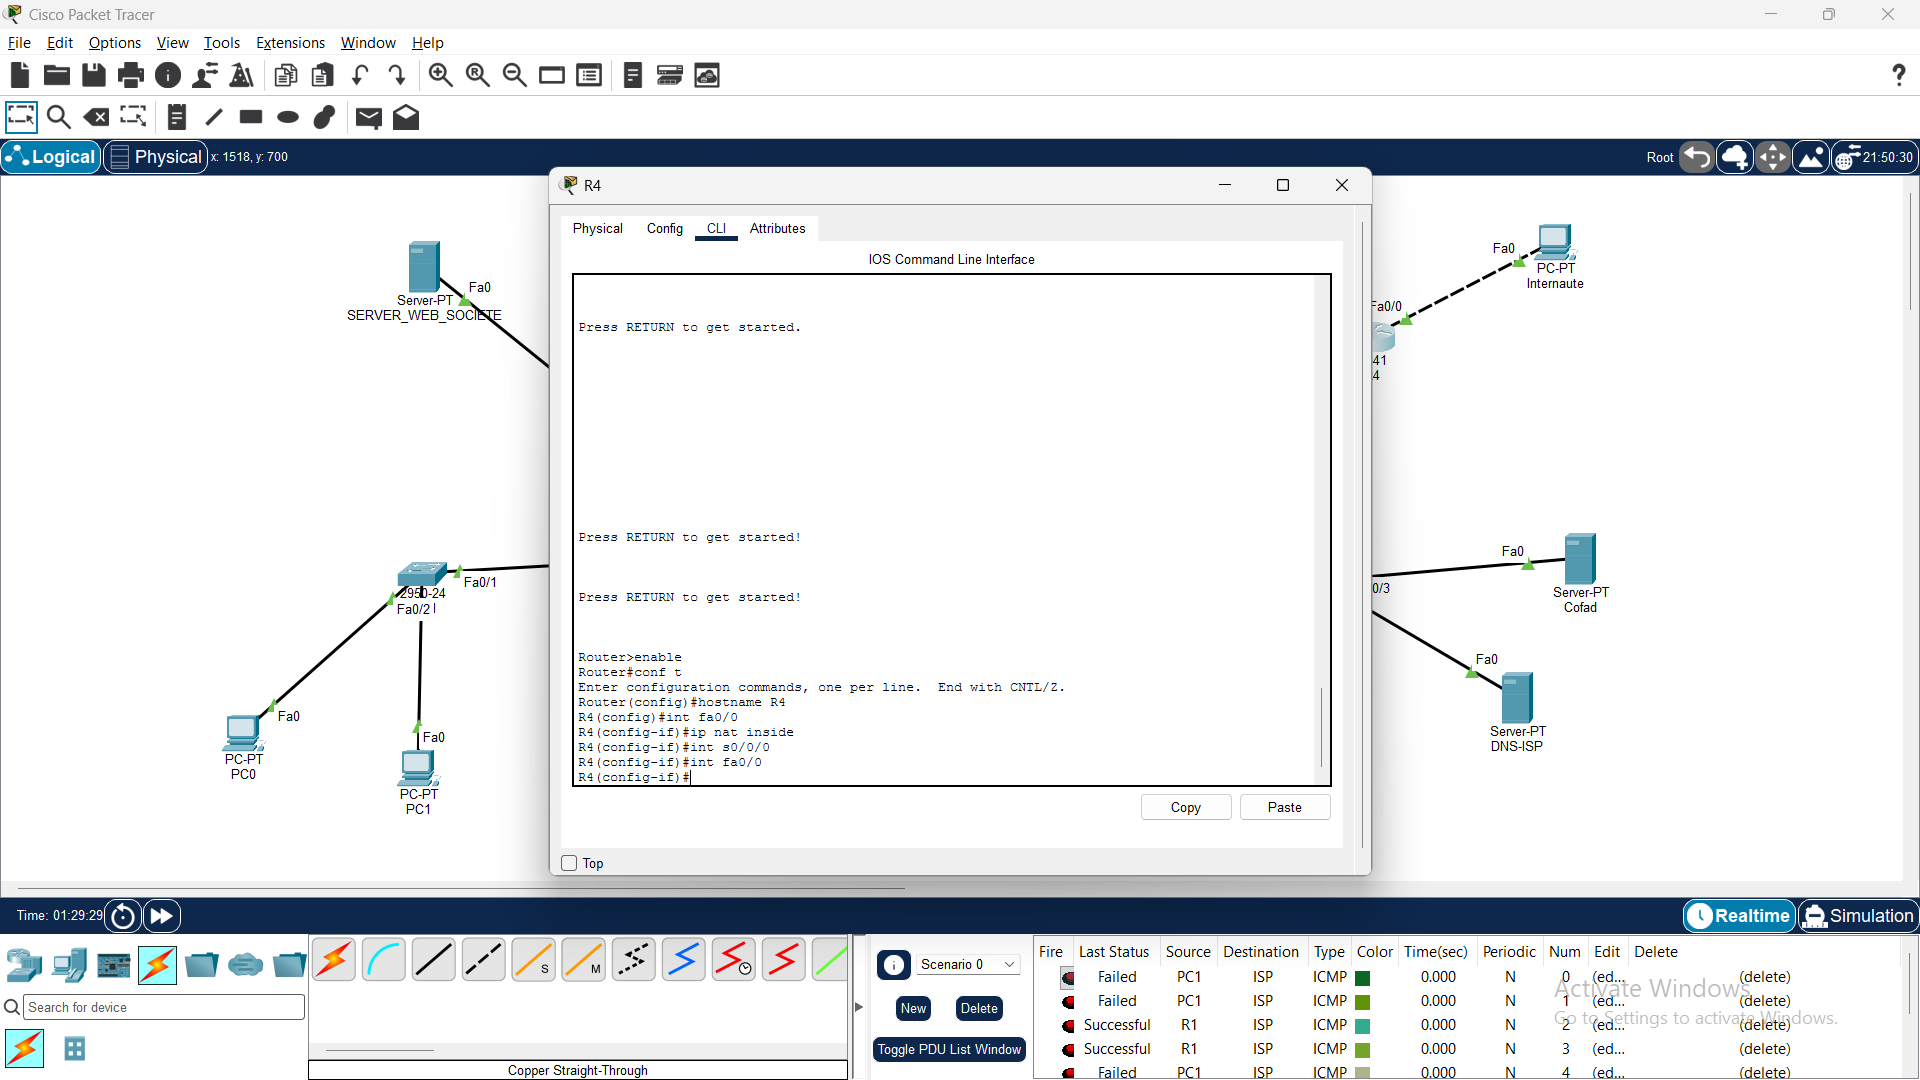 Cisco Packet Tracer
File Edit Options View Tools Extensions Window Help
Logical Physical x: 1518, y: 700 Root 21:50:30
R4
Physical Config CLI Attributes
IOS Command Line Interface
Press RETURN to get started.
Press RETURN to get started!
Press RETURN to get started!
Router>enable
Router#conf t
Enter configuration commands, one per line. End with CNTL/Z.
Router(config)#hostname R4
R4(config)#int fa0/0
R4(config-if)#ip nat inside
R4(config-if)#int s0/0/0
R4(config-if)#int fa0/0
R4(config-if)#
Copy Paste
Top
Fa0
Server-PT
SERVER_WEB_SOCIETE
Fa0/1
2950-24
Fa0/2
Fa0
PC-PT
PC0
Fa0
PC-PT
PC1
Fa0
PC-PT
Internaute
Fa0/0
41
4
Fa0
0/3
Server-PT
Cofad
Fa0
Server-PT
DNS-ISP
Time: 01:29:29 Realtime Simulation
Search for device
S M
Copper Straight-Through
Scenario 0
New Delete
Toggle PDU List Window
Fire Last Status Source Destination Type Color Time(sec) Periodic Num Edit Delete
Failed PC1 ISP ICMP 0.000 N 0 (ed... (delete)
Failed PC1 ISP ICMP 0.000 N 1 (ed... (delete)
Successful R1 ISP ICMP 0.000 N 2 (ed... (delete)
Successful R1 ISP ICMP 0.000 N 3 (ed... (delete)
Failed PC1 ISP ICMP 0.000 N 4 (ed... (delete)
Activate Windows
Go to Settings to activate Windows.